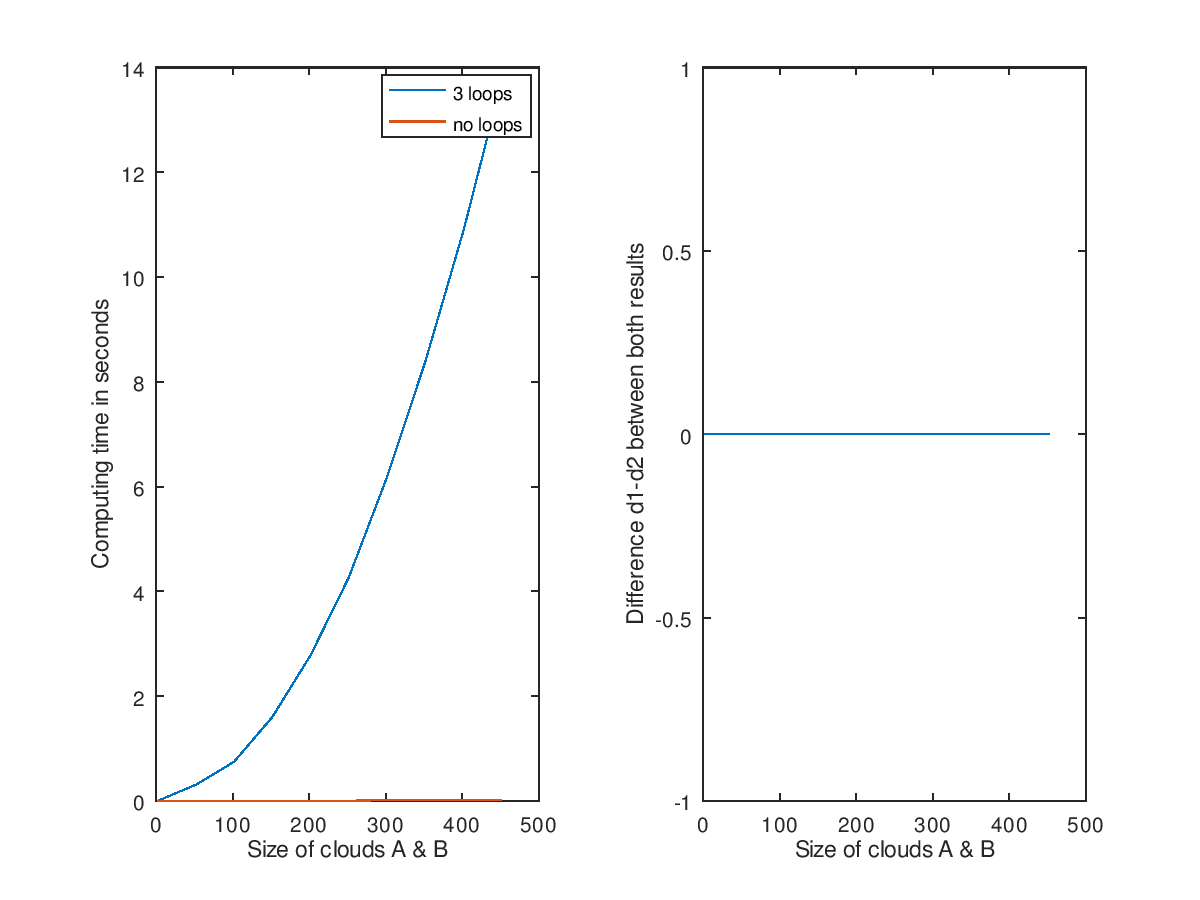 14
12
10
8
6
4
2
0
0 100 200 300 400 500
Computing time in seconds
Size of clouds A & B
3 loops
no loops
1
0.5
0
-0.5
-1
0 100 200 300 400 500
Difference d1-d2 between both results
Size of clouds A & B